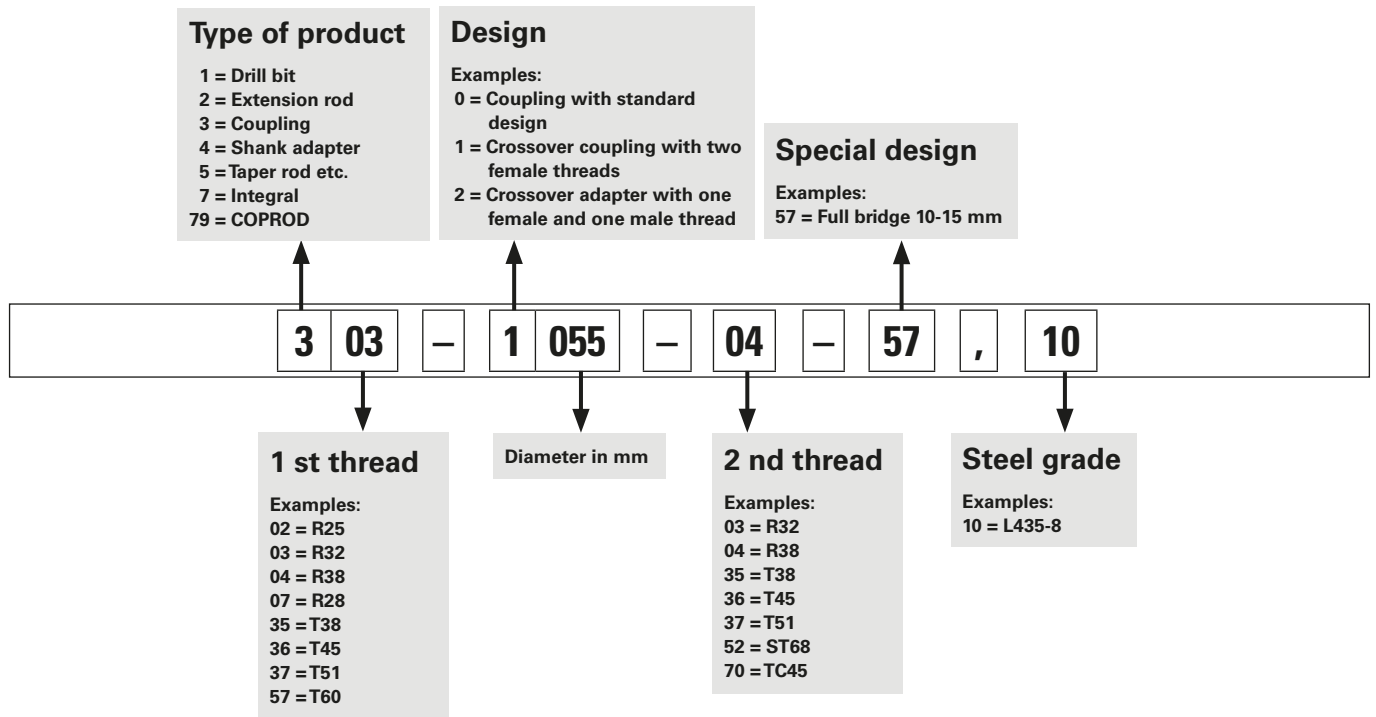 Type of product
1 = Drill bit
2 = Extension rod
3 = Coupling
4 = Shank adapter
5 = Taper rod etc.
7 = Integral
79 = COPROD
Design
Examples:
0 = Coupling with standard
design
1 = Crossover coupling with two
female threads
2 = Crossover adapter with one
female and one male thread
Special design
Examples:
57 = Full bridge 10-15 mm
3 03 – 1 055 – 04 – 57 , 10
1 st thread
Examples:
02 = R25
03 = R32
04 = R38
07 = R28
35 = T38
36 = T45
37 = T51
57 = T60
Diameter in mm
2 nd thread
Examples:
03 = R32
04 = R38
35 = T38
36 = T45
37 = T51
52 = ST68
70 = TC45
Steel grade
Examples:
10 = L435-8